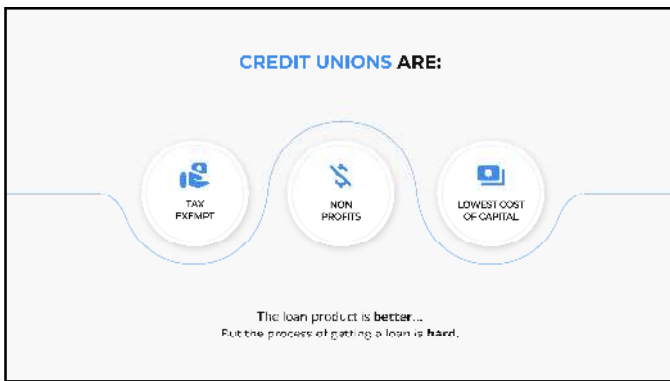 CREDIT UNIONS ARE:
TAX
EXEMPT
NON
PROFITS
LOWEST COST
OF CAPITAL
The loan product is better...
But the process of getting a loan is hard.